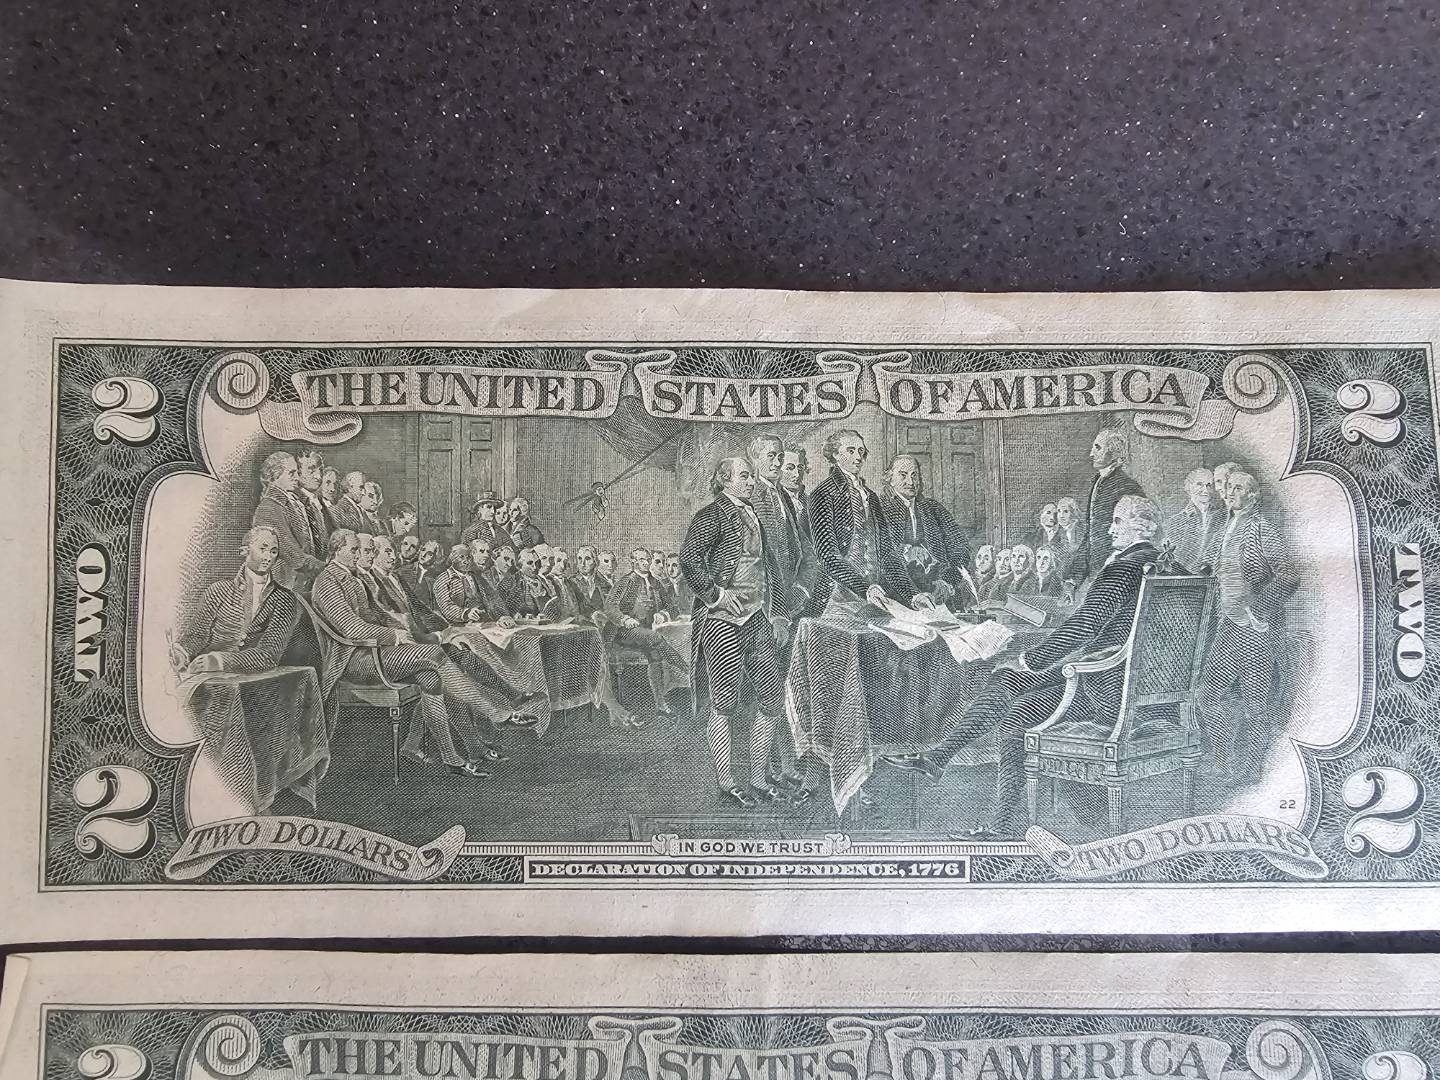 2 THE UNITED STATES OF AMERICA 2
TWO TWO
22
2 TWO DOLLARS IN GOD WE TRUST TWO DOLLARS 2
DECLARATION OF INDEPENDENCE, 1776
2 THE UNITED STATES OF AMERICA 2